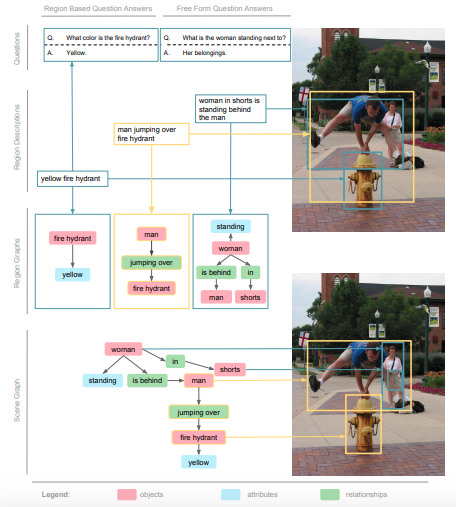 Region Based Question Answers
Free Form Question Answers
Questions
Q. What color is the fire hydrant?
A. Yellow.
Q. What is the woman standing next to?
A. Her belongings.
Region Descriptions
woman in shorts is
standing behind
the man
man jumping over
fire hydrant
yellow fire hydrant
Region Graphs
fire hydrant
yellow
man
jumping over
fire hydrant
standing
woman
is behind
in
man
shorts
Scene Graph
woman
in
shorts
standing
is behind
man
jumping over
fire hydrant
yellow
Legend:
objects
attributes
relationships